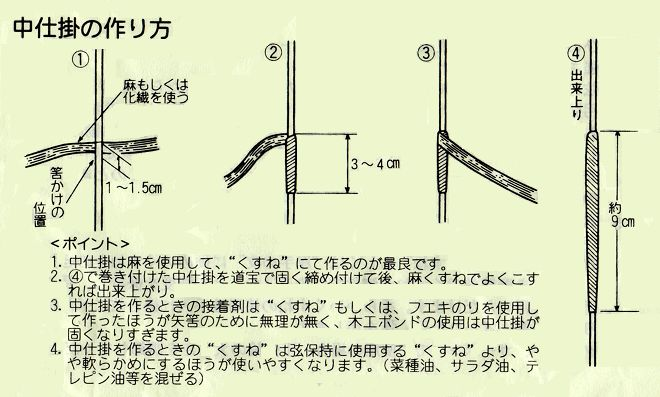 中仕掛の作り方
①
麻もしくは
化繊を使う
筈かけの
位置
1～1.5㎝
②
3～4㎝
③
④
出来上り
約
9㎝
＜ポイント＞
1. 中仕掛は麻を使用して、“くすね”にて作るのが最良です。
2. ④で巻き付けた中仕掛を道宝で固く締め付けて後、麻くすねでよくこす
れば出来上がり。
3. 中仕掛を作るときの接着剤は“くすね”もしくは、フエキのりを使用し
て作ったほうが矢筈のために無理が無く、木工ボンドの使用は中仕掛が
固くなりすぎます。
4. 中仕掛を作るときの“くすね”は弦保持に使用する“くすね”より、や
や軟らかめにするほうが使いやすくなります。（菜種油、サラダ油、テ
レピン油等を混ぜる）